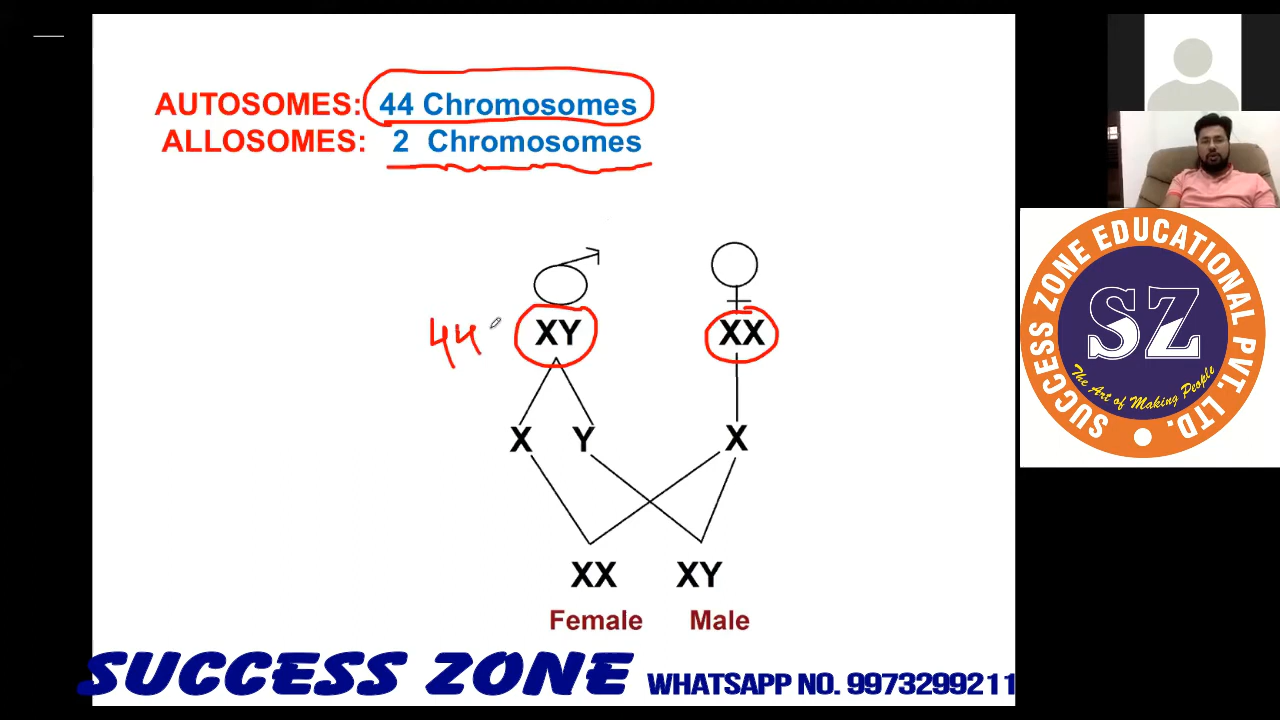 AUTOSOMES: 44 Chromosomes
ALLOSOMES: 2 Chromosomes
44 XY XX
X Y X
XX XY
Female Male
SUCCESS ZONE WHATSAPP NO. 9973299211
SUCCESS ZONE EDUCATIONAL PVT. LTD.
SZ
The Art of Making People